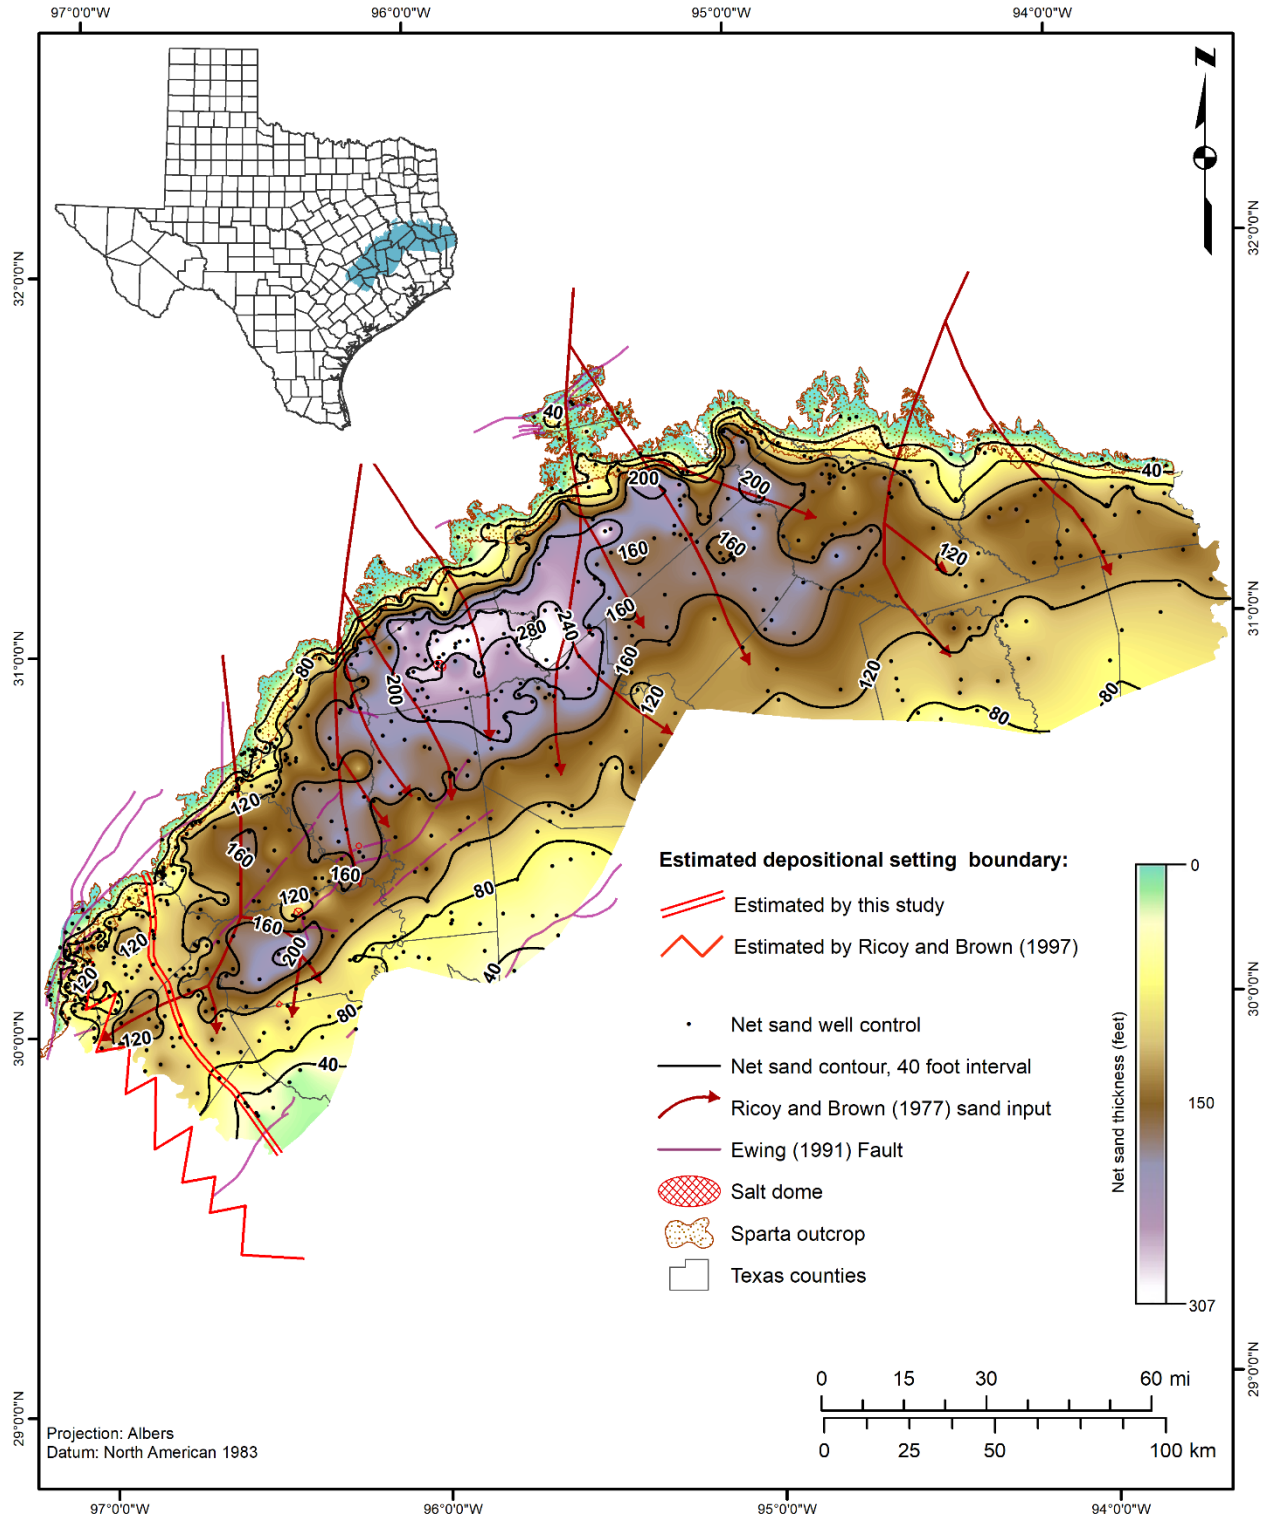 97°0'0"W
96°0'0"W
95°0'0"W
94°0'0"W
N
32°0'0"N
32°0'0"N
40
200
200
40
160
160
120
31°0'0"N
240
280
160
160
80
31°0'0"N
200
120
120
80
80
120
160
160
80
120
160
200
120
40
120
80
120
40
30°0'0"N
30°0'0"N
Estimated depositional setting boundary:
Estimated by this study
Estimated by Ricoy and Brown (1997)
Net sand well control
Net sand contour, 40 foot interval
Ricoy and Brown (1977) sand input
Ewing (1991) Fault
Salt dome
Sparta outcrop
Texas counties
Net sand thickness (feet)
0
150
307
0 15 30 60 mi
0 25 50 100 km
29°0'0"N
29°0'0"N
Projection: Albers
Datum: North American 1983
97°0'0"W
96°0'0"W
95°0'0"W
94°0'0"W